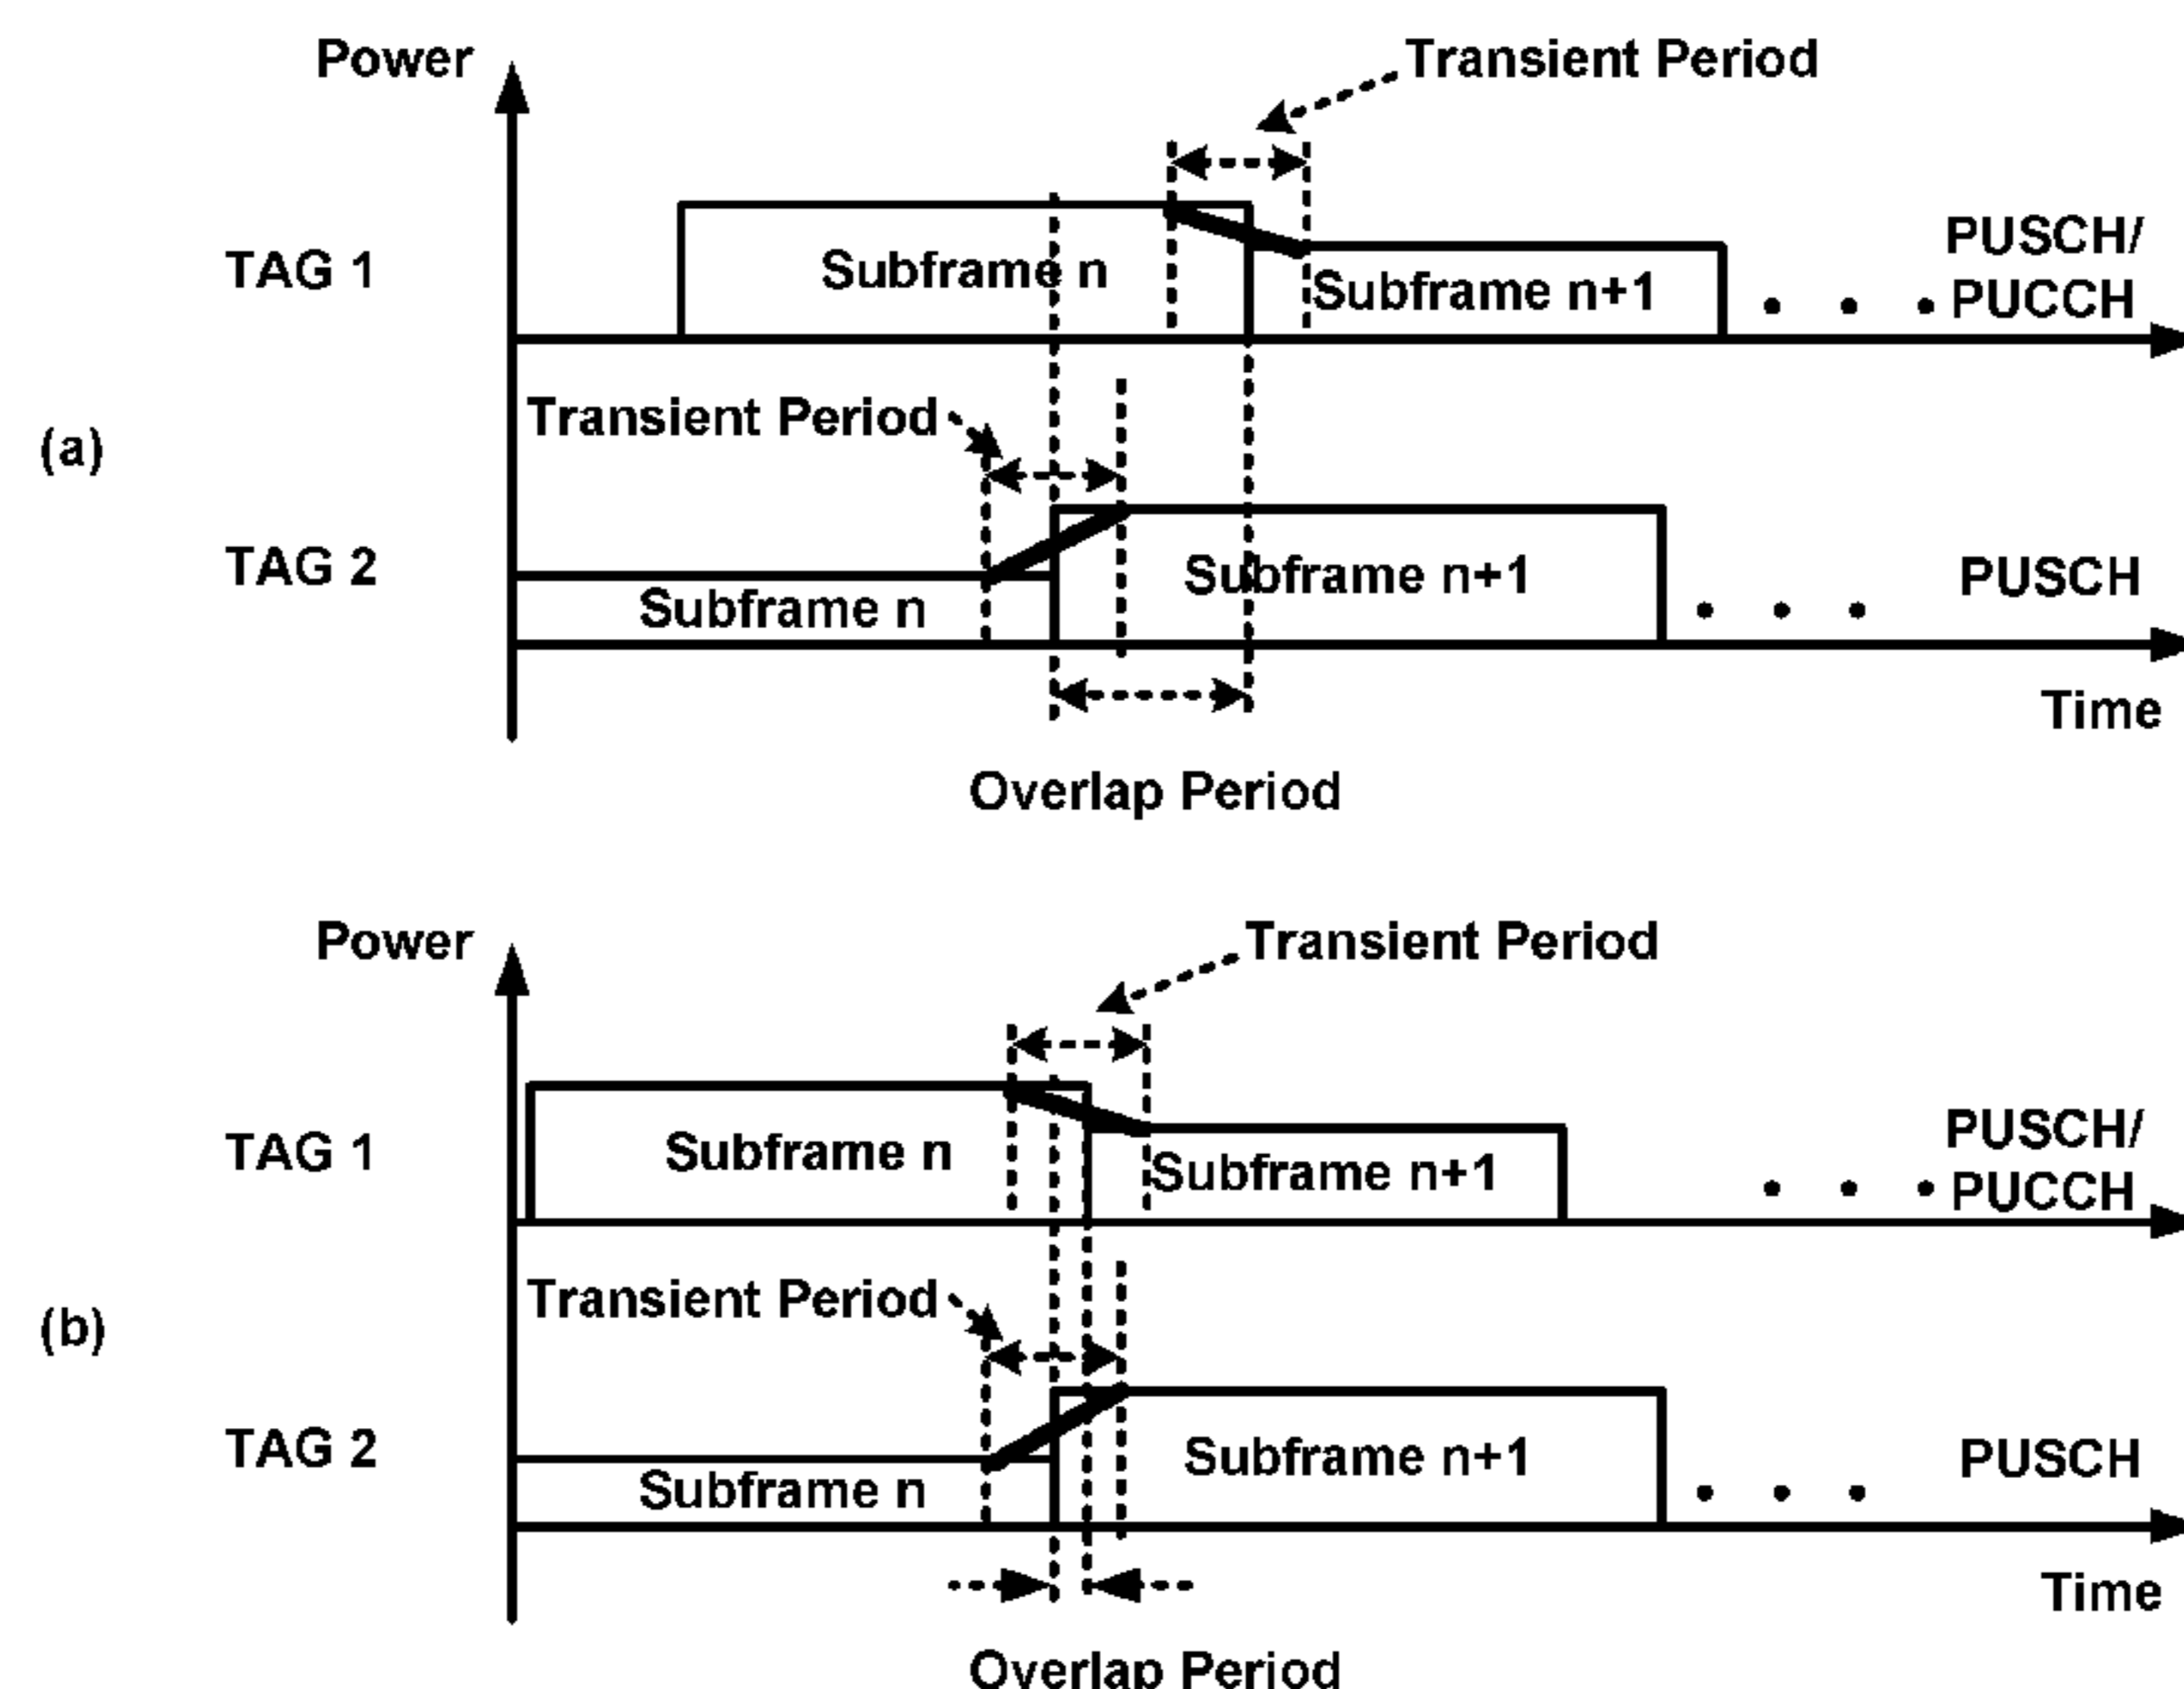 Power
Transient Period
TAG 1
Subframe n
Subframe n+1
PUSCH/
PUCCH
Transient Period
(a)
TAG 2
Subframe n
Subframe n+1
PUSCH
Time
Overlap Period
Power
Transient Period
TAG 1
Subframe n
Subframe n+1
PUSCH/
PUCCH
Transient Period
(b)
TAG 2
Subframe n
Subframe n+1
PUSCH
Time
Overlap Period